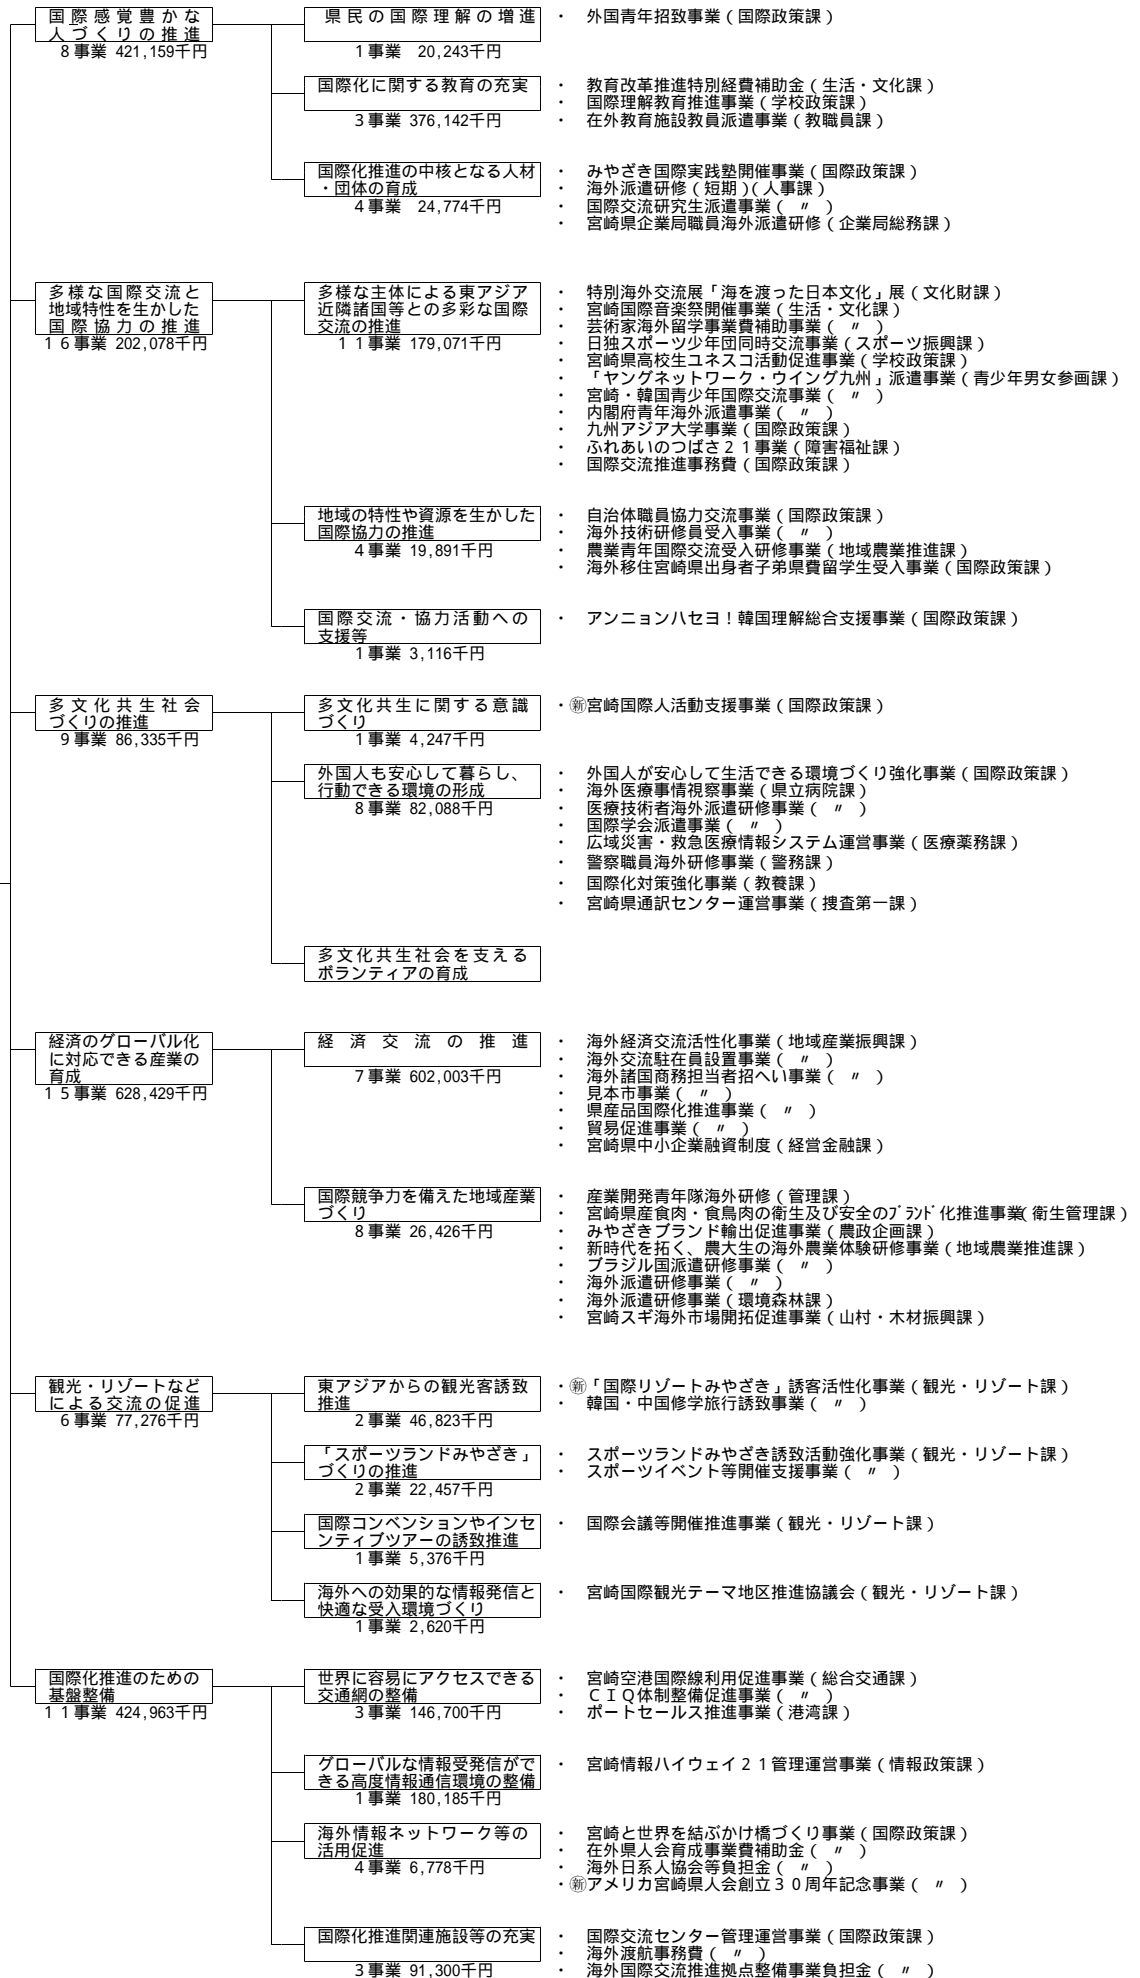 国際感覚豊かな
人づくりの推進
８事業 421,159千円
県民の国際理解の増進
１事業 20,243千円
・ 外国青年招致事業（国際政策課）
国際化に関する教育の充実
３事業 376,142千円
・ 教育改革推進特別経費補助金（生活・文化課）
・ 国際理解教育推進事業（学校政策課）
・ 在外教育施設教員派遣事業（教職員課）
国際化推進の中核となる人材
・団体の育成
４事業 24,774千円
・ みやざき国際実践塾開催事業（国際政策課）
・ 海外派遣研修（短期）（人事課）
・ 国際交流研究生派遣事業（ 〃 ）
・ 宮崎県企業局職員海外派遣研修（企業局総務課）
多様な国際交流と
地域特性を生かした
国際協力の推進
１６事業 202,078千円
多様な主体による東アジア
近隣諸国等との多彩な国際
交流の推進
１１事業 179,071千円
・ 特別海外交流展「海を渡った日本文化」展（文化財課）
・ 宮崎国際音楽祭開催事業（生活・文化課）
・ 芸術家海外留学事業費補助事業（ 〃 ）
・ 日独スポーツ少年団同時交流事業（スポーツ振興課）
・ 宮崎県高校生ユネスコ活動促進事業（学校政策課）
・ 「ヤングネットワーク・ウイング九州」派遣事業（青少年男女参画課）
・ 宮崎・韓国青少年国際交流事業（ 〃 ）
・ 内閣府青年海外派遣事業（ 〃 ）
・ 九州アジア大学事業（国際政策課）
・ ふれあいのつばさ２１事業（障害福祉課）
・ 国際交流推進事務費（国際政策課）
地域の特性や資源を生かした
国際協力の推進
４事業 19,891千円
・ 自治体職員協力交流事業（国際政策課）
・ 海外技術研修員受入事業（ 〃 ）
・ 農業青年国際交流受入研修事業（地域農業推進課）
・ 海外移住宮崎県出身者子弟県費留学生受入事業（国際政策課）
国際交流・協力活動への
支援等
１事業 3,116千円
・ アンニョンハセヨ！韓国理解総合支援事業（国際政策課）
多文化共生社会
づくりの推進
９事業 86,335千円
多文化共生に関する意識
づくり
１事業 4,247千円
・㊟新宮崎国際人活動支援事業（国際政策課）
外国人も安心して暮らし、
行動できる環境の形成
８事業 82,088千円
・ 外国人が安心して生活できる環境づくり強化事業（国際政策課）
・ 海外医療事情視察事業（県立病院課）
・ 医療技術者海外派遣研修事業（ 〃 ）
・ 国際学会派遣事業（ 〃 ）
・ 広域災害・救急医療情報システム運営事業（医療薬務課）
・ 警察職員海外研修事業（警務課）
・ 国際化対策強化事業（教養課）
・ 宮崎県通訳センター運営事業（捜査第一課）
多文化共生社会を支える
ボランティアの育成
経済のグローバル化
に対応できる産業の
育成
１５事業 628,429千円
経済交流の推進
７事業 602,003千円
・ 海外経済交流活性化事業（地域産業振興課）
・ 海外交流駐在員設置事業（ 〃 ）
・ 海外諸国商務担当者招へい事業（ 〃 ）
・ 見本市事業（ 〃 ）
・ 県産品国際化推進事業（ 〃 ）
・ 貿易促進事業（ 〃 ）
・ 宮崎県中小企業融資制度（経営金融課）
国際競争力を備えた地域産業
づくり
８事業 26,426千円
・ 産業開発青年隊海外研修（管理課）
・ 宮崎県産食肉・食鳥肉の衛生及び安全のﾌﾞﾗﾝﾄﾞ化推進事業（衛生管理課）
・ みやざきブランド輸出促進事業（農政企画課）
・ 新時代を拓く、農大生の海外農業体験研修事業（地域農業推進課）
・ ブラジル国派遣研修事業（ 〃 ）
・ 海外派遣研修事業（ 〃 ）
・ 海外派遣研修事業（環境森林課）
・ 宮崎スギ海外市場開拓促進事業（山村・木材振興課）
観光・リゾートなど
による交流の促進
６事業 77,276千円
東アジアからの観光客誘致
推進
２事業 46,823千円
・新「国際リゾートみやざき」誘客活性化事業（観光・リゾート課）
・ 韓国・中国修学旅行誘致事業（ 〃 ）
「スポーツランドみやざき」
づくりの推進
２事業 22,457千円
・ スポーツランドみやざき誘致活動強化事業（観光・リゾート課）
・ スポーツイベント等開催支援事業（ 〃 ）
国際コンベンションやインセ
ンティブツアーの誘致推進
１事業 5,376千円
・ 国際会議等開催推進事業（観光・リゾート課）
海外への効果的な情報発信と
快適な受入環境づくり
１事業 2,620千円
・ 宮崎国際観光テーマ地区推進協議会（観光・リゾート課）
国際化推進のための
基盤整備
１１事業 424,963千円
世界に容易にアクセスできる
交通網の整備
３事業 146,700千円
・ 宮崎空港国際線利用促進事業（総合交通課）
・ ＣＩＱ体制整備促進事業（ 〃 ）
・ ポートセールス推進事業（港湾課）
グローバルな情報受発信がで
きる高度情報通信環境の整備
１事業 180,185千円
・ 宮崎情報ハイウェイ２１管理運営事業（情報政策課）
海外情報ネットワーク等の
活用促進
４事業 6,778千円
・ 宮崎と世界を結ぶかけ橋づくり事業（国際政策課）
・ 在外県人会育成事業費補助金（ 〃 ）
・ 海外日系人協会等負担金（ 〃 ）
・新アメリカ宮崎県人会創立３０周年記念事業（ 〃 ）
国際化推進関連施設等の充実
３事業 91,300千円
・ 国際交流センター管理運営事業（国際政策課）
・ 海外渡航事務費（ 〃 ）
・ 海外国際交流推進拠点整備事業負担金（ 〃 ）